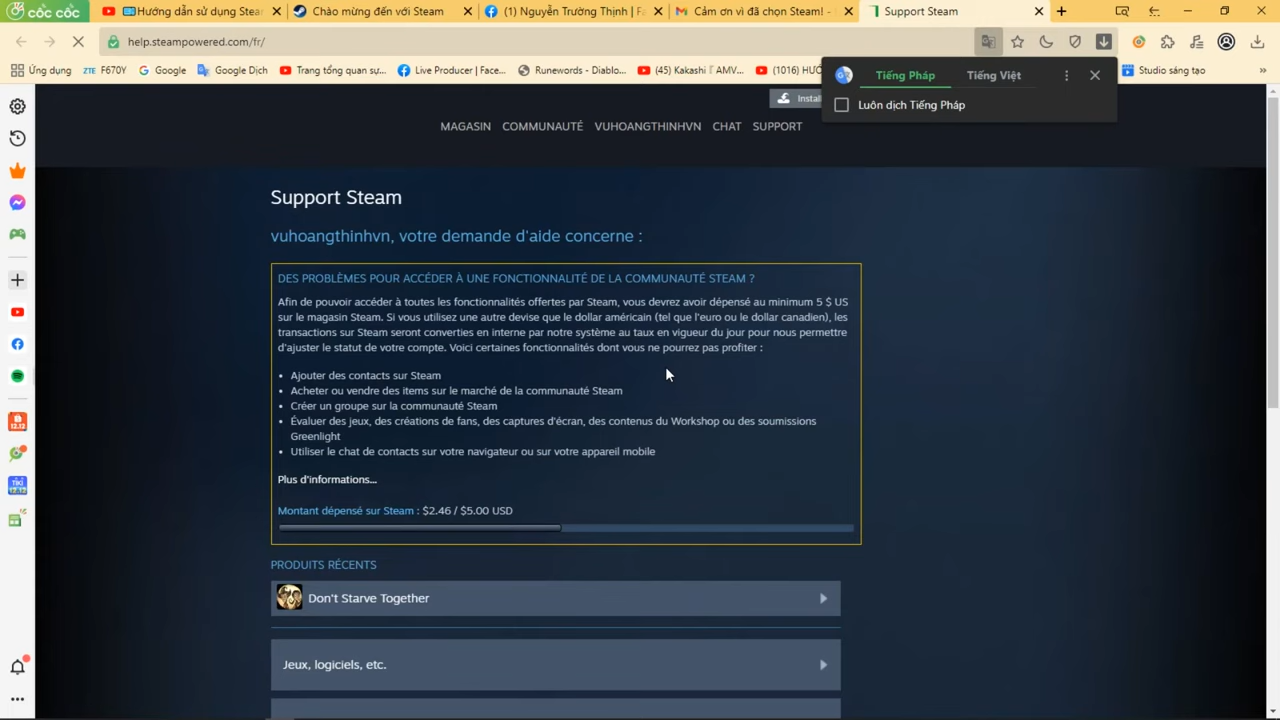 cốc cốc
Hướng dẫn sử dụng Stear
Chào mừng đến với Steam
(1) Nguyễn Trường Thịnh | Fa
Cảm ơn vì đã chọn Steam! -
Support Steam
help.steampowered.com/fr/
Ứng dụng
ZTE F670Y
Google
Google Dịch
Trang tổng quan sự...
Live Producer | Face...
Runewords - Diablo...
(45) Kakashi『 AMV...
(1016) HƯỚ
Studio sáng tạo
Tiếng Pháp
Tiếng Việt
Luôn dịch Tiếng Pháp
Install
MAGASIN
COMMUNAUTÉ
VUHOANGTHINHVN
CHAT
SUPPORT
Support Steam
vuhoangthinhvn, votre demande d'aide concerne :
DES PROBLÈMES POUR ACCÉDER À UNE FONCTIONNALITÉ DE LA COMMUNAUTÉ STEAM ?
Afin de pouvoir accéder à toutes les fonctionnalités offertes par Steam, vous devrez avoir dépensé au minimum 5 $ US
sur le magasin Steam. Si vous utilisez une autre devise que le dollar américain (tel que l'euro ou le dollar canadien), les
transactions sur Steam seront converties en interne par notre système au taux en vigueur du jour pour nous permettre
d'ajuster le statut de votre compte. Voici certaines fonctionnalités dont vous ne pourrez pas profiter :
• Ajouter des contacts sur Steam
• Acheter ou vendre des items sur le marché de la communauté Steam
• Créer un groupe sur la communauté Steam
• Évaluer des jeux, des créations de fans, des captures d'écran, des contenus du Workshop ou des soumissions
Greenlight
• Utiliser le chat de contacts sur votre navigateur ou sur votre appareil mobile
Plus d'informations...
Montant dépensé sur Steam : $2.46 / $5.00 USD
PRODUITS RÉCENTS
Don't Starve Together
Jeux, logiciels, etc.
12.12